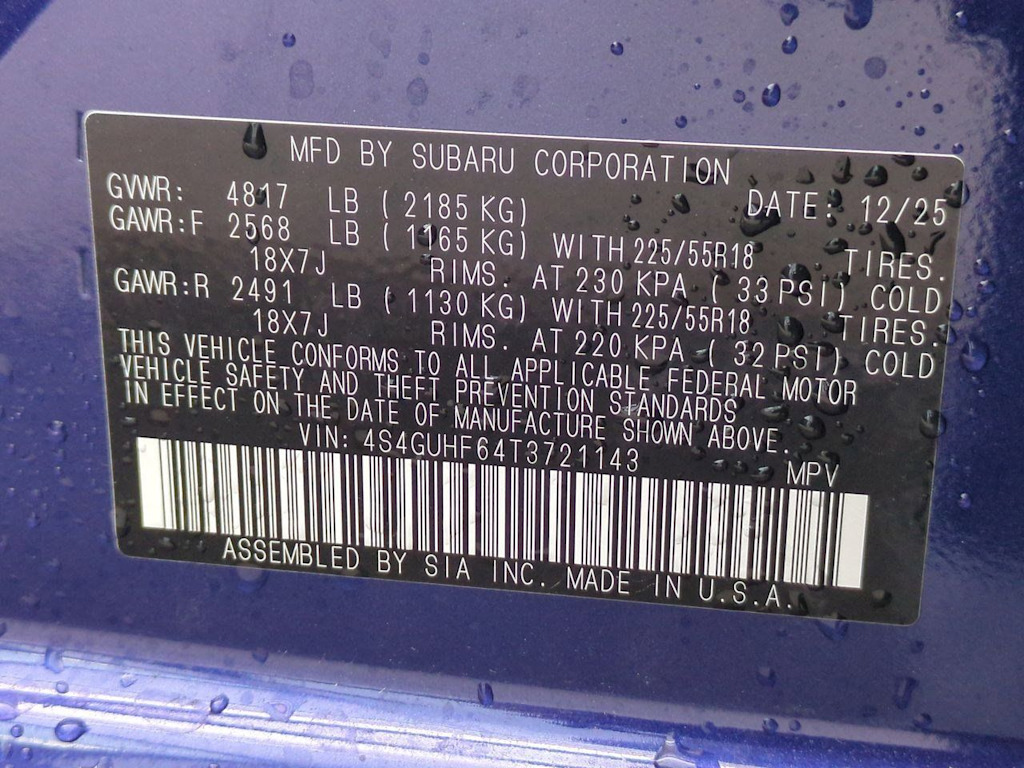 MFD BY SUBARU CORPORATION
GVWR: 4817 LB ( 2185 KG) DATE: 12/25
GAWR:F 2568 LB ( 1165 KG) WITH 225/55R18 TIRES.
18X7J RIMS. AT 230 KPA ( 33 PSI) COLD
GAWR:R 2491 LB ( 1130 KG) WITH 225/55R18 TIRES.
18X7J RIMS. AT 220 KPA ( 32 PSI) COLD
THIS VEHICLE CONFORMS TO ALL APPLICABLE FEDERAL MOTOR
VEHICLE SAFETY AND THEFT PREVENTION STANDARDS
IN EFFECT ON THE DATE OF MANUFACTURE SHOWN ABOVE.
VIN: 4S4GUHF64T3721143
MPV
ASSEMBLED BY SIA INC. MADE IN U.S.A.